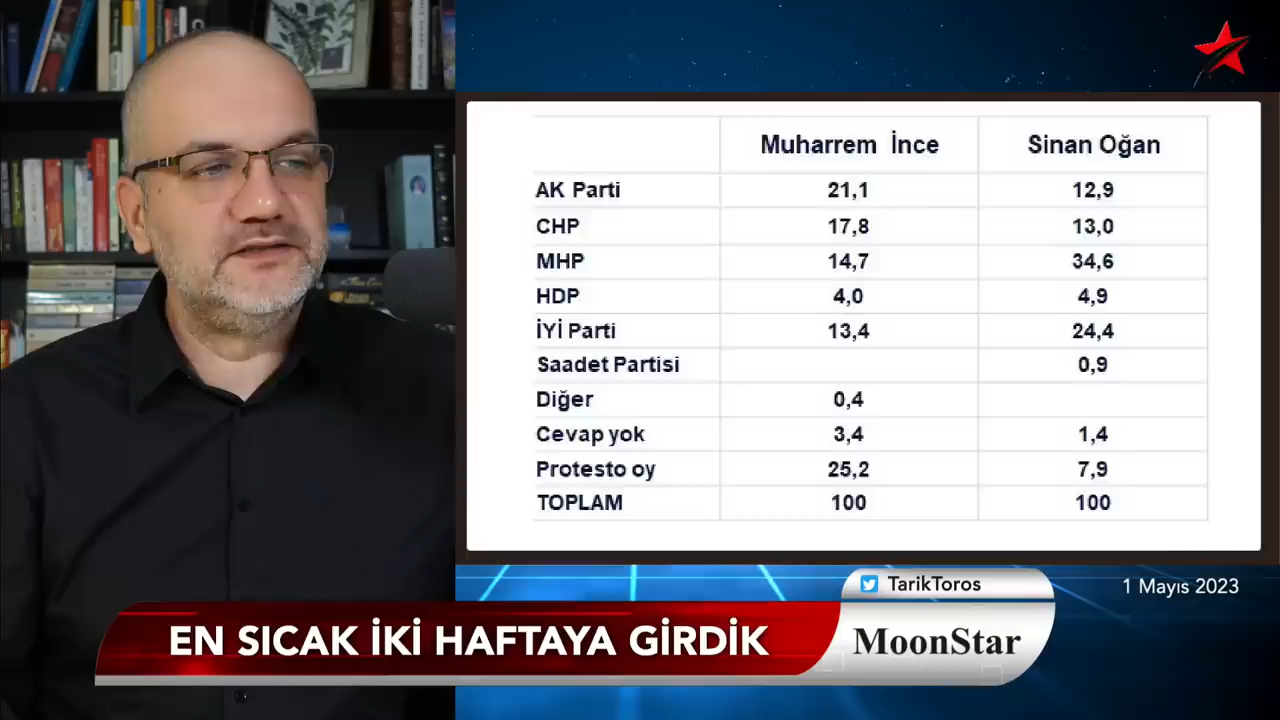 Muharrem İnce Sinan Oğan
AK Parti 21,1 12,9
CHP 17,8 13,0
MHP 14,7 34,6
HDP 4,0 4,9
İYİ Parti 13,4 24,4
Saadet Partisi 0,9
Diğer 0,4
Cevap yok 3,4 1,4
Protesto oy 25,2 7,9
TOPLAM 100 100
TarikToros
1 Mayıs 2023
EN SICAK İKİ HAFTAYA GİRDİK
MoonStar